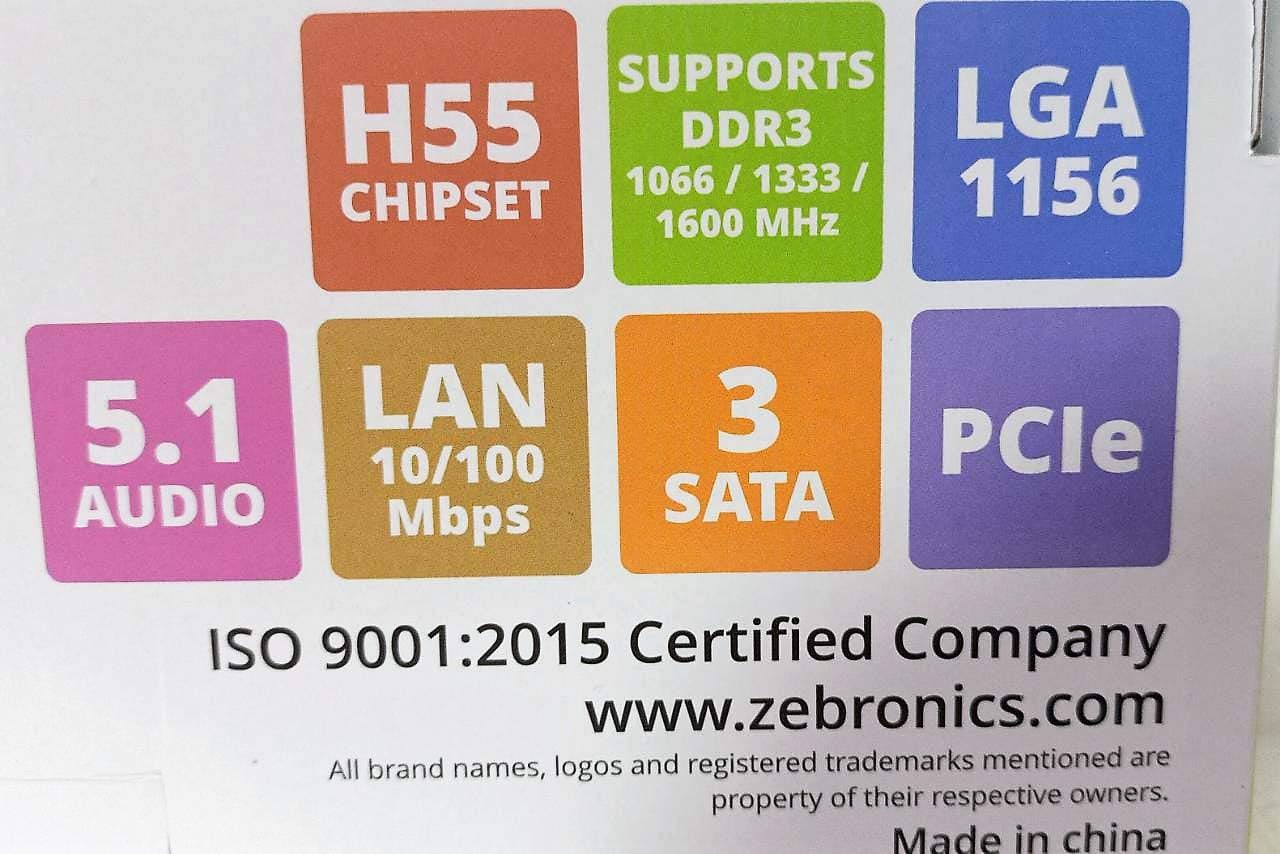 H55
CHIPSET
SUPPORTS
DDR3
1066 / 1333 /
1600 MHz
LGA
1156
5.1
AUDIO
LAN
10/100
Mbps
3
SATA
PCIe
ISO 9001:2015 Certified Company
www.zebronics.com
All brand names, logos and registered trademarks mentioned are
property of their respective owners.
Made in china